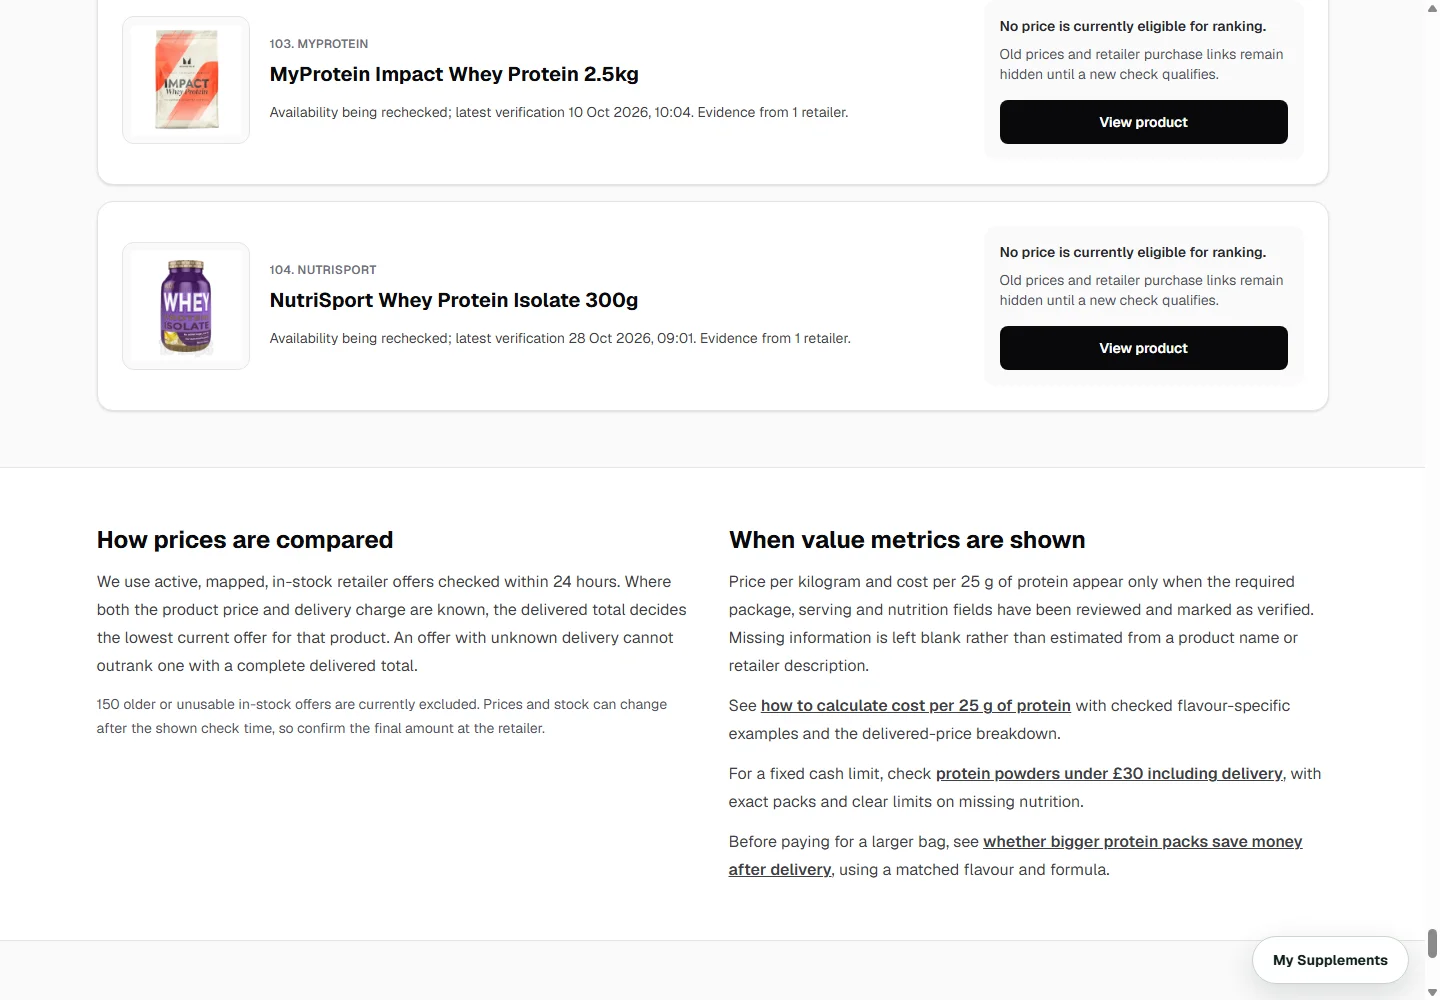 103. MYPROTEIN
MyProtein Impact Whey Protein 2.5kg
Availability being rechecked; latest verification 10 Oct 2026, 10:04. Evidence from 1 retailer.
No price is currently eligible for ranking.
Old prices and retailer purchase links remain
hidden until a new check qualifies.
View product
IMPACT
Whey Protein
104. NUTRISPORT
NutriSport Whey Protein Isolate 300g
Availability being rechecked; latest verification 28 Oct 2026, 09:01. Evidence from 1 retailer.
No price is currently eligible for ranking.
Old prices and retailer purchase links remain
hidden until a new check qualifies.
View product
WHEY
PROTEIN
ISOLATE
How prices are compared
We use active, mapped, in-stock retailer offers checked within 24 hours. Where
both the product price and delivery charge are known, the delivered total decides
the lowest current offer for that product. An offer with unknown delivery cannot
outrank one with a complete delivered total.
150 older or unusable in-stock offers are currently excluded. Prices and stock can change
after the shown check time, so confirm the final amount at the retailer.
When value metrics are shown
Price per kilogram and cost per 25 g of protein appear only when the required
package, serving and nutrition fields have been reviewed and marked as verified.
Missing information is left blank rather than estimated from a product name or
retailer description.
See how to calculate cost per 25 g of protein with checked flavour-specific
examples and the delivered-price breakdown.
For a fixed cash limit, check protein powders under £30 including delivery, with
exact packs and clear limits on missing nutrition.
Before paying for a larger bag, see whether bigger protein packs save money
after delivery, using a matched flavour and formula.
My Supplements